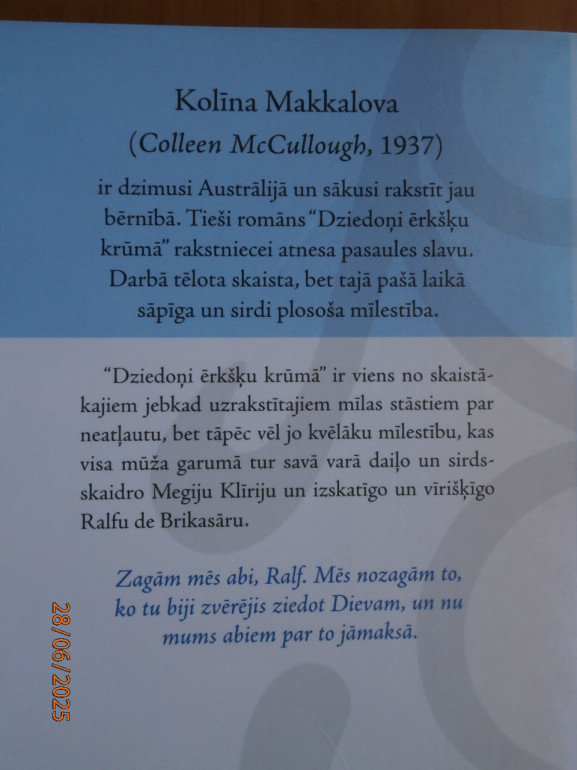 Kolīna Makkalova
(Colleen McCullough, 1937)
ir dzimusi Austrālijā un sākusi rakstīt jau
bērnībā. Tieši romāns “Dziedoņi ērkšķu
krūmā” rakstniecei atnesa pasaules slavu.
Darbā tēlota skaista, bet tajā pašā laikā
sāpīga un sirdi plosoša mīlestība.
“Dziedoņi ērkšķu krūmā” ir viens no skaistā-
kajiem jebkad uzrakstītajiem mīlas stāstiem par
neatļautu, bet tāpēc vēl jo kvēlāku mīlestību, kas
visa mūža garumā tur savā varā daiļo un sirds-
skaidro Megiju Klīriju un izskatīgo un vīrišķīgo
Ralfu de Brikasāru.
Zagām mēs abi, Ralf. Mēs nozagām to,
ko tu biji zvērējis ziedot Dievam, un nu
mums abiem par to jāmaksā.
28/06/2025